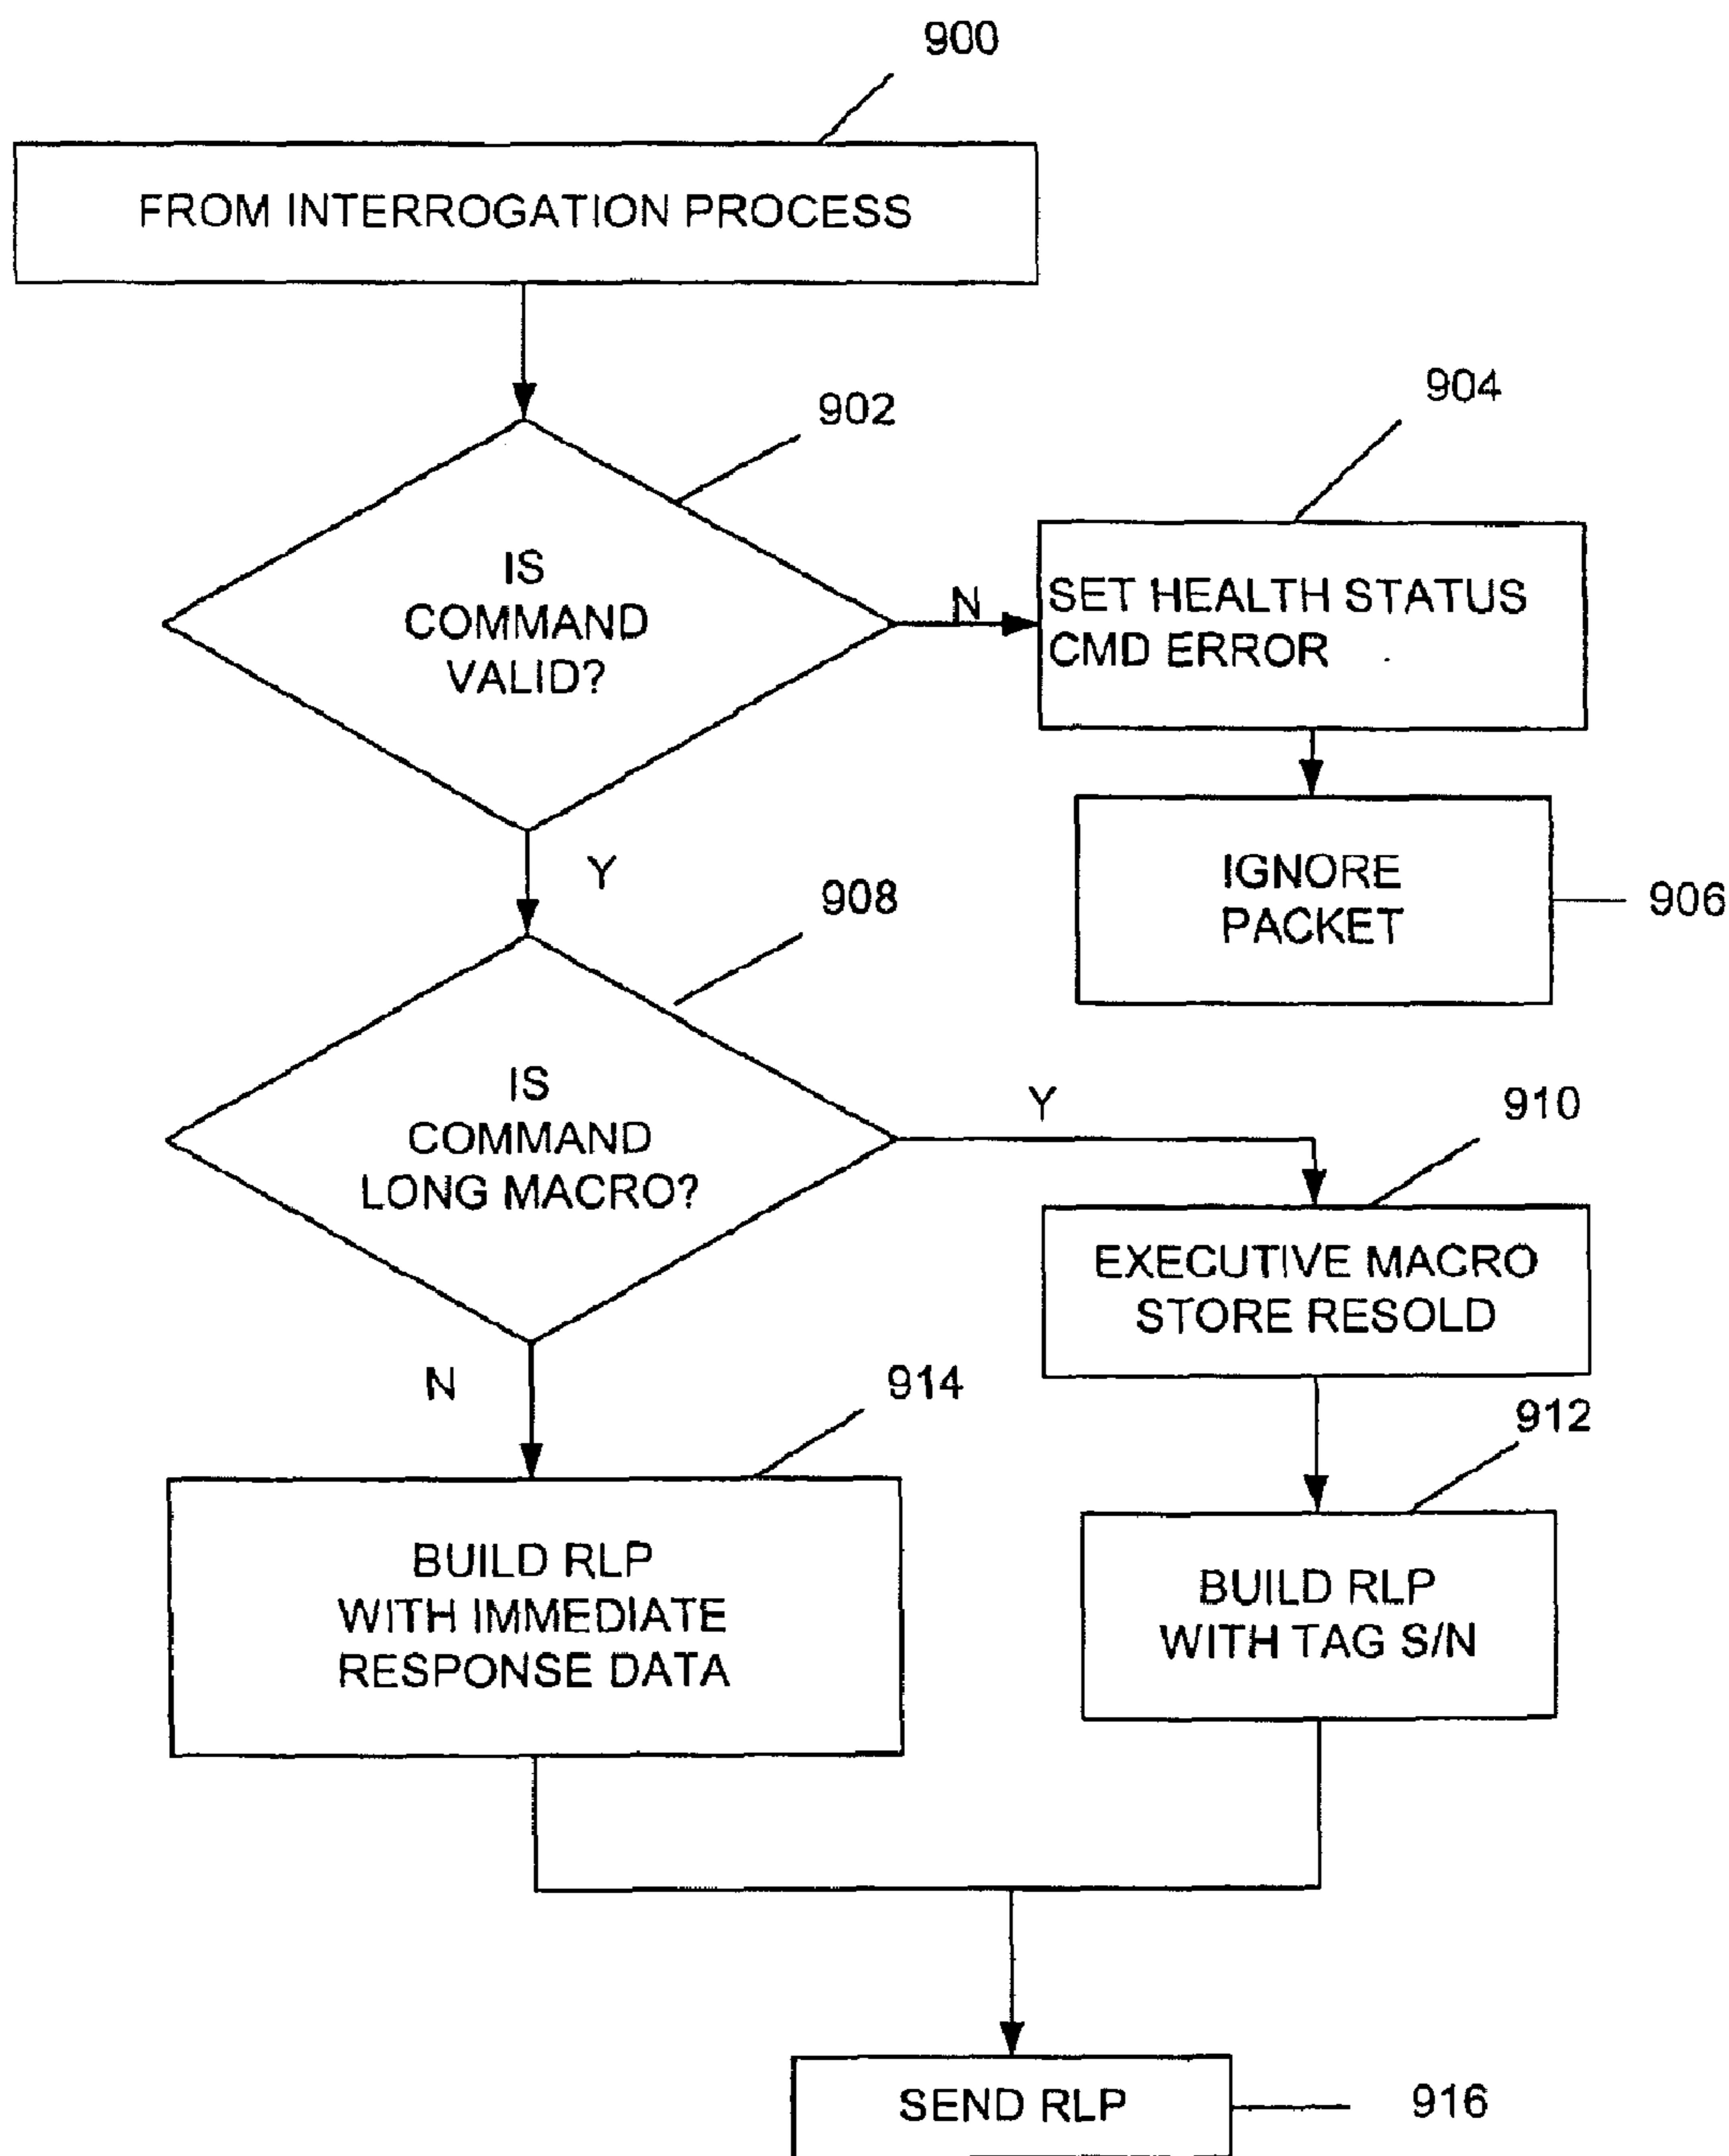 900
FROM INTERROGATION PROCESS
902
904
IS
COMMAND
VALID?
N
SET HEALTH STATUS
CMD ERROR
Y
IGNORE
PACKET
906
908
IS
COMMAND
LONG MACRO?
Y
910
EXECUTIVE MACRO
STORE RESOLD
N
914
912
BUILD RLP
WITH IMMEDIATE
RESPONSE DATA
BUILD RLP
WITH TAG S/N
SEND RLP
916